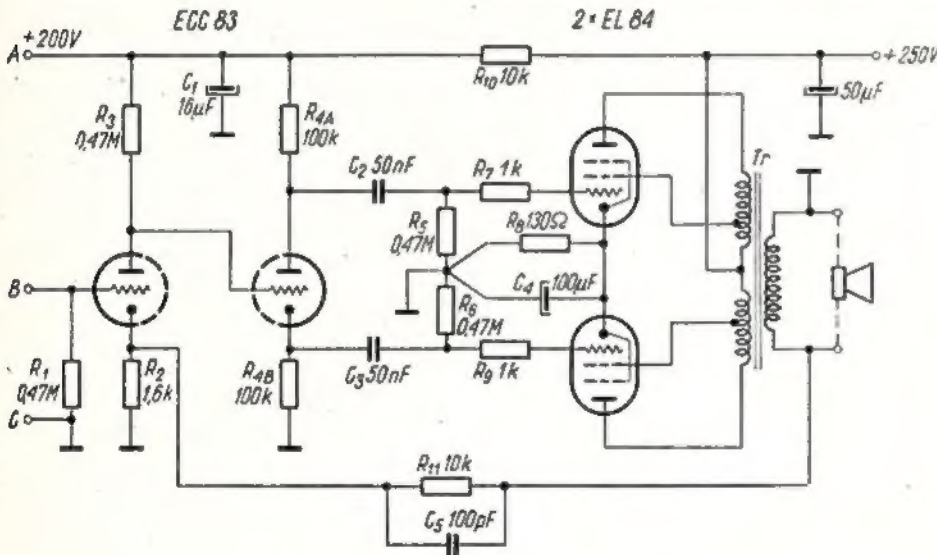 ECC 83
2 × EL 84
A
+200V
+250V
C1
16µF
R10 10k
50µF
R3
0,47M
R4A
100k
C2 50nF
R7 1k
Tr
R5
0,47M
R8 130Ω
B
C4
100µF
R6
0,47M
R1
0,47M
R2
1,6k
R4B
100k
C3 50nF
R9 1k
C
R11 10k
C5 100pF